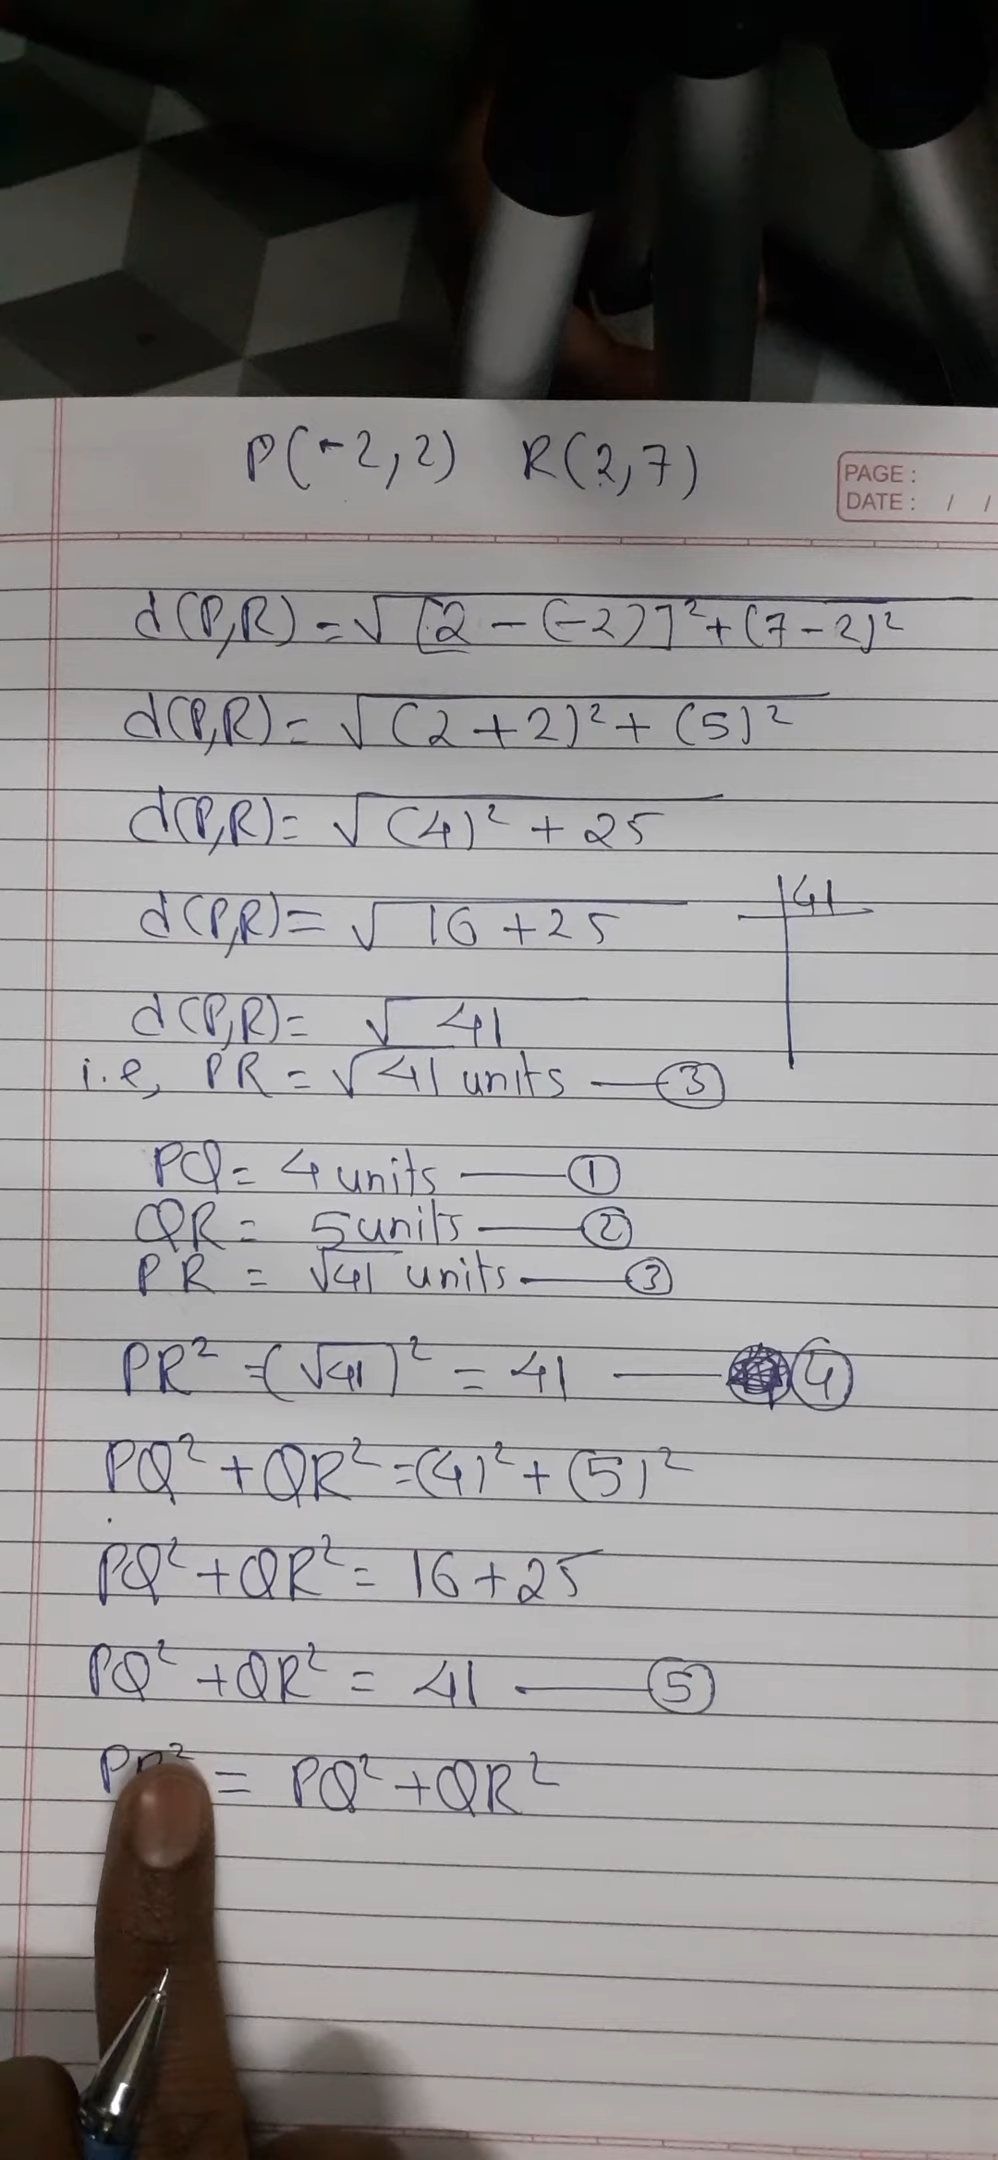 P(-2,2) R(2,7)
PAGE :
DATE : / /
d(P,R) = √[2-(-2)]²+(7-2)²
d(P,R) = √(2+2)²+(5)²
d(P,R) = √(4)²+25
d(P,R) = √16+25
41
d(P,R) = √41
i.e, PR = √41 units — ③
PQ = 4 units — ①
QR = 5 units — ②
PR = √41 units — ③
PR² = (√41)² = 41 — ④
PQ²+QR² = (4)²+(5)²
PQ²+QR² = 16+25
PQ²+QR² = 41 — ⑤
PR² = PQ²+QR²